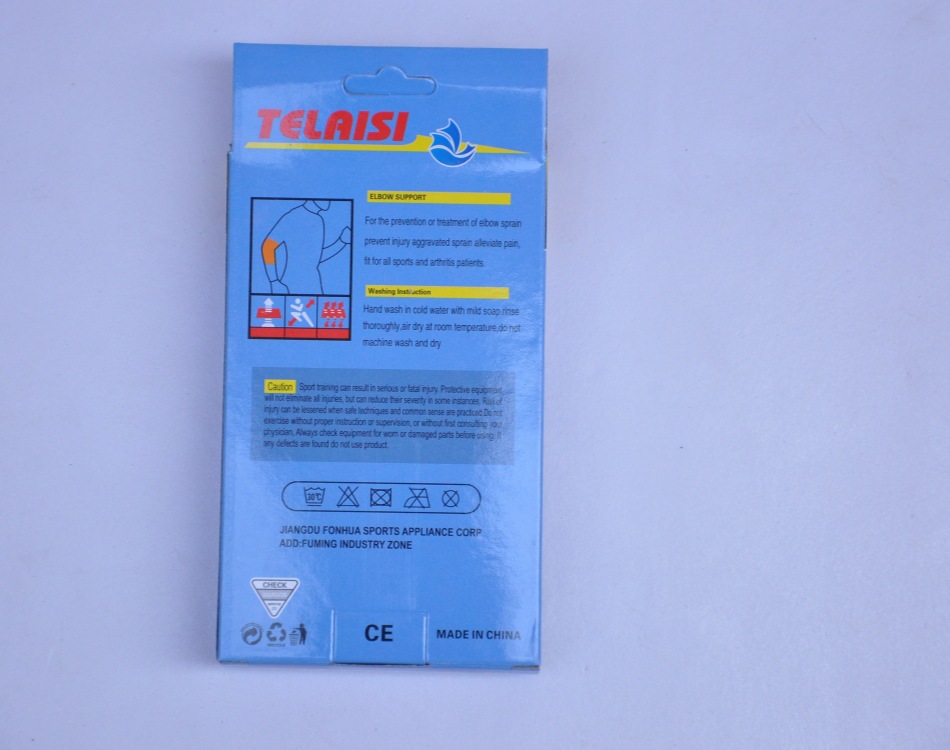 TELAISI
ELBOW SUPPORT
For the prevention or treatment of elbow sprain
prevent injury aggravated sprain alleviate pain,
fit for all sports and arthritis patients.
Washing Instruction
Hand wash in cold water with mild soap rinse
thoroughly,air dry at room temperature,do not
machine wash and dry
Caution Sport training can result in serious or fatal injury. Protective equipment
will not eliminate all injuries, but can reduce their severity in some instances. Risk of
injury can be lessened when safe techniques and common sense are practiced.Do not
exercise without proper instruction or supervision, or without first consulting your
physician. Always check equipment for worn or damaged parts before using. If
any defects are found do not use product.
30℃
JIANGDU FONHUA SPORTS APPLIANCE CORP
ADD:FUMING INDUSTRY ZONE
CHECK
CE
MADE IN CHINA